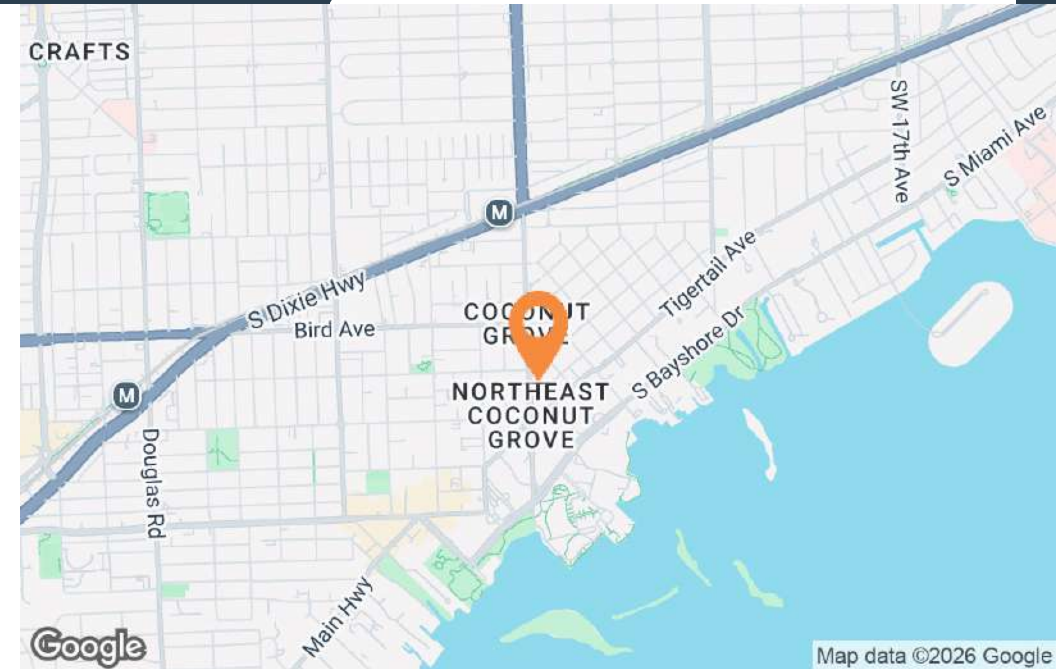 CRAFTS
SW 17th Ave
S Miami Ave
M
S Dixie Hwy
Bird Ave
COCONUT
GROVE
Tigertail Ave
S Bayshore Dr
M
NORTHEAST
COCONUT
GROVE
Douglas Rd
Main Hwy
Google
Map data ©2026 Google